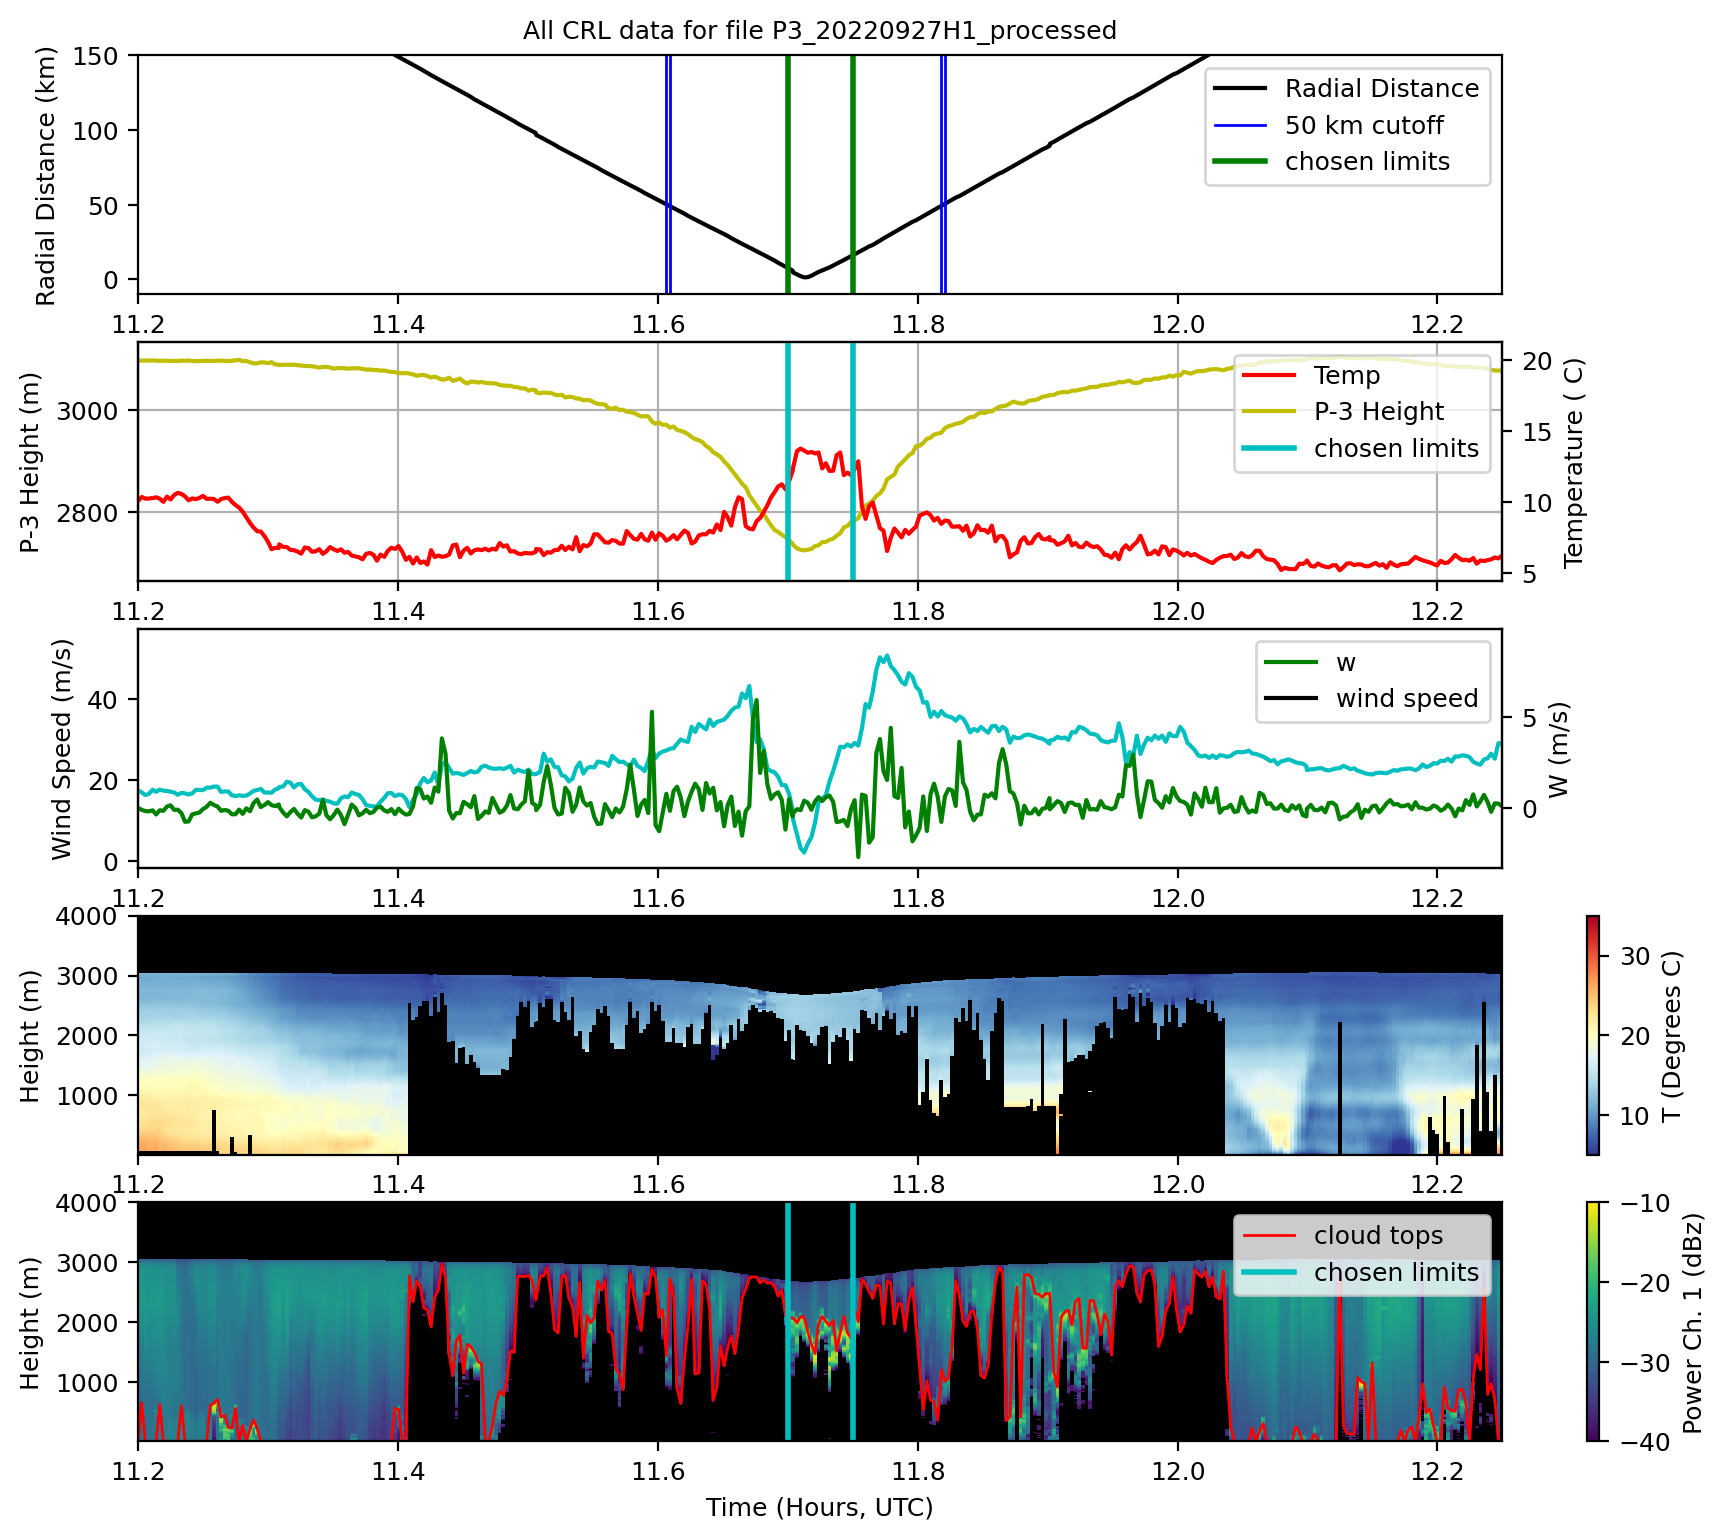 All CRL data for file P3_20220927H1_processed
150
100
50
0
Radial Distance (km)
Radial Distance
50 km cutoff
chosen limits
11.2 11.4 11.6 11.8 12.0 12.2
3000
2800
P-3 Height (m)
Temp
P-3 Height
chosen limits
20
15
10
5
Temperature ( C)
11.2 11.4 11.6 11.8 12.0 12.2
40
20
0
Wind Speed (m/s)
w
wind speed
5
0
W (m/s)
11.2 11.4 11.6 11.8 12.0 12.2
4000
3000
2000
1000
Height (m)
30
20
10
T (Degrees C)
11.2 11.4 11.6 11.8 12.0 12.2
4000
3000
2000
1000
Height (m)
cloud tops
chosen limits
−10
−20
−30
−40
Power Ch. 1 (dBz)
11.2 11.4 11.6 11.8 12.0 12.2
Time (Hours, UTC)